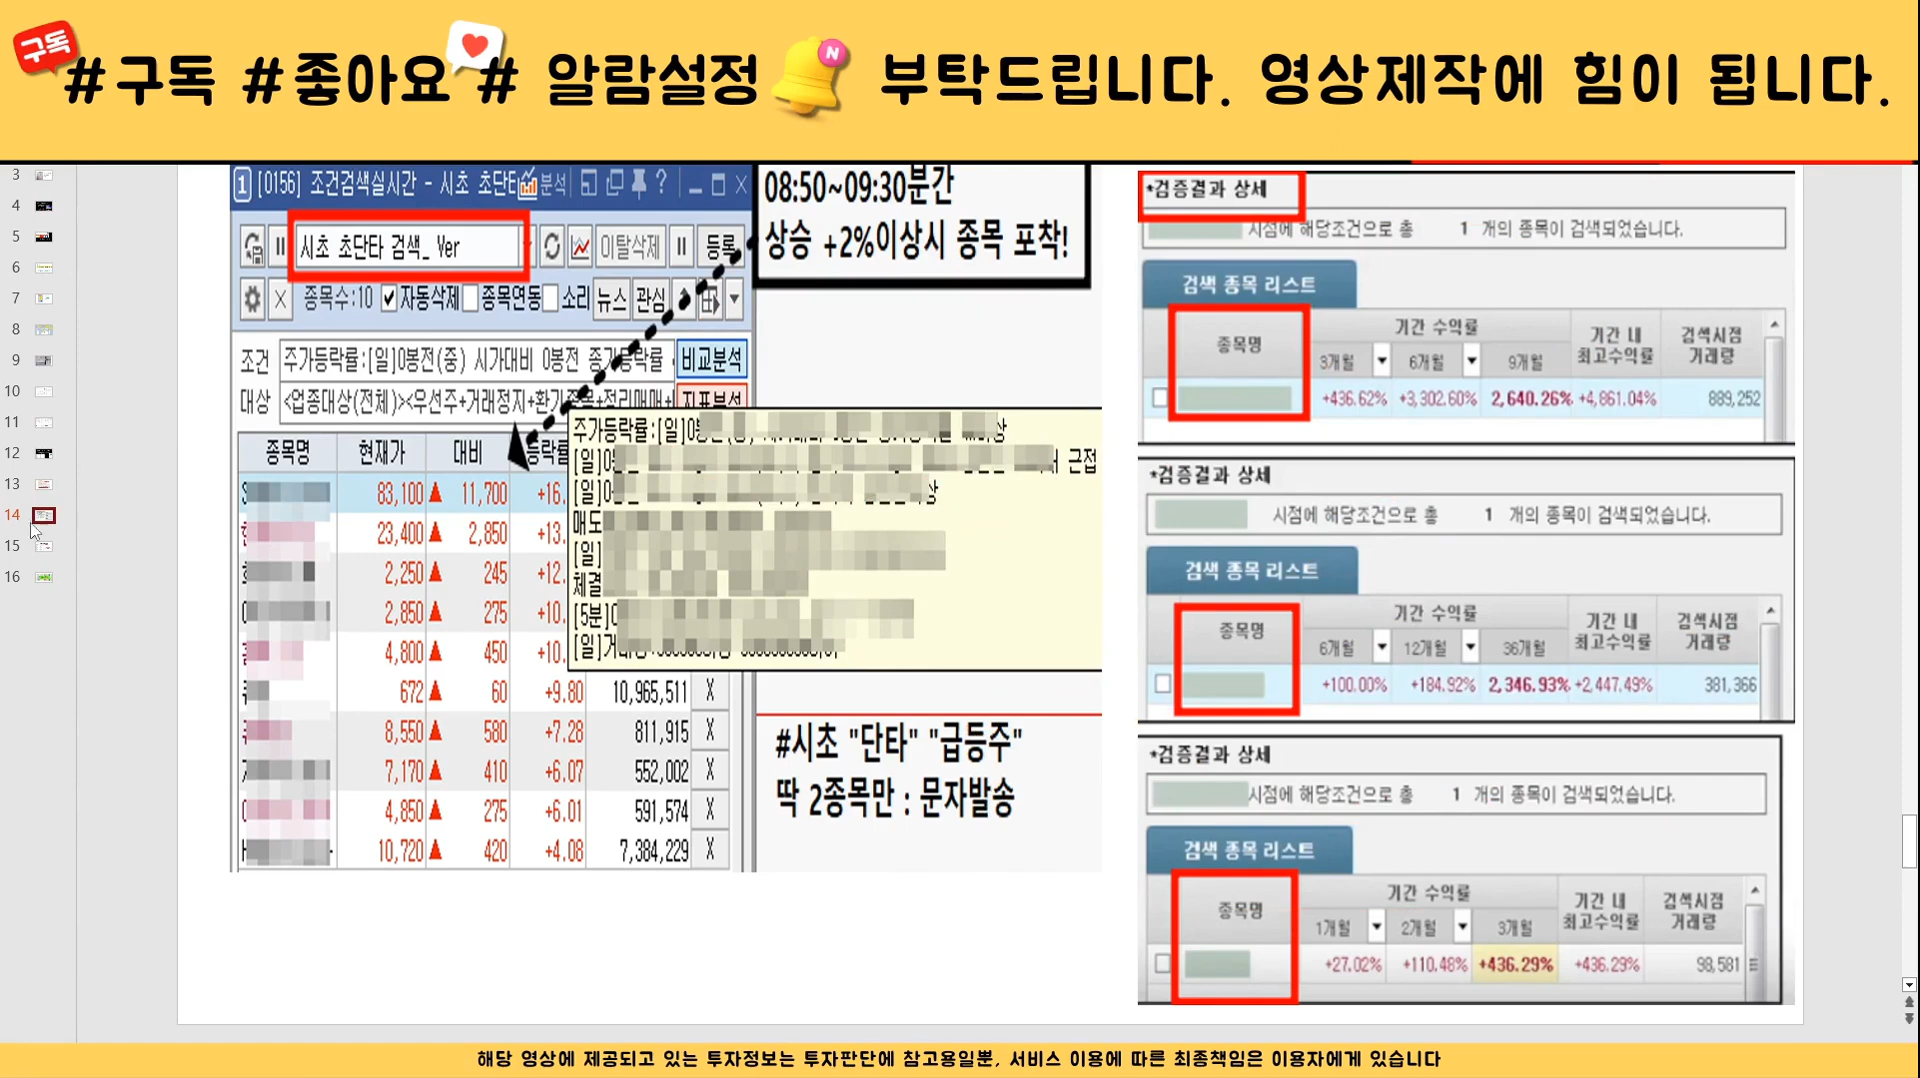 구독
#구독 #좋아요 # 알람설정 N 부탁드립니다. 영상제작에 힘이 됩니다.
3
4
5
6
7
8
9
10
11
12
13
14
15
16
1 [0156] 조건검색실시간 - 시초 초단타 분석
시초 초단타 검색_ Ver
이탈삭제
등록
종목수:10 자동삭제 종목연동 소리 뉴스 관심
조건 주가등락률:[일]0봉전(중) 시가대비 0봉전 종가등락률 비교분석
대상 <업종대상(전체)><우선주+거래정지+환기종목+정리매매+ 지표분석
종목명 현재가 대비 등락률
83,100 ▲ 11,700 +16.
23,400 ▲ 2,850 +13.
2,250 ▲ 245 +12.
2,850 ▲ 275 +10.
4,800 ▲ 450 +10.
672 ▲ 60 +9.80 10,965,511 X
8,550 ▲ 580 +7.28 811,915 X
7,170 ▲ 410 +6.07 552,002 X
4,850 ▲ 275 +6.01 591,574 X
10,720 ▲ 420 +4.08 7,384,229 X
08:50~09:30분간
상승 +2%이상시 종목 포착!
주가등락률:[일]0
[일]0 근접
[일]0
매도
[일]
체결
[5분]
[일]거
#시초 "단타" "급등주"
딱 2종목만 : 문자발송
*검증결과 상세
시점에 해당조건으로 총 1 개의 종목이 검색되었습니다.
검색 종목 리스트
종목명 기간 수익률 기간 내 최고수익률 검색시점 거래량
3개월 6개월 9개월
+436.62% +3,302.60% 2,640.26% +4,861.04% 889,252
*검증결과 상세
시점에 해당조건으로 총 1 개의 종목이 검색되었습니다.
검색 종목 리스트
종목명 기간 수익률 기간 내 최고수익률 검색시점 거래량
6개월 12개월 36개월
+100.00% +184.92% 2,346.93% +2,447.49% 381,366
*검증결과 상세
시점에 해당조건으로 총 1 개의 종목이 검색되었습니다.
검색 종목 리스트
종목명 기간 수익률 기간 내 최고수익률 검색시점 거래량
1개월 2개월 3개월
+27.02% +110.48% +436.29% +436.29% 98,581
해당 영상에 제공되고 있는 투자정보는 투자판단에 참고용일뿐, 서비스 이용에 따른 최종책임은 이용자에게 있습니다